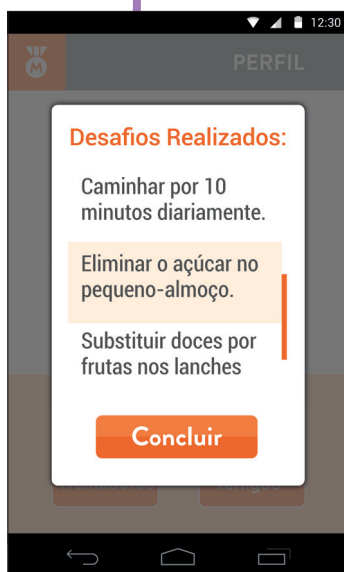 12:30
M
PERFIL
Desafios Realizados:
Caminhar por 10
minutos diariamente.
Eliminar o açúcar no
pequeno-almoço.
Substituir doces por
frutas nos lanches
Concluir